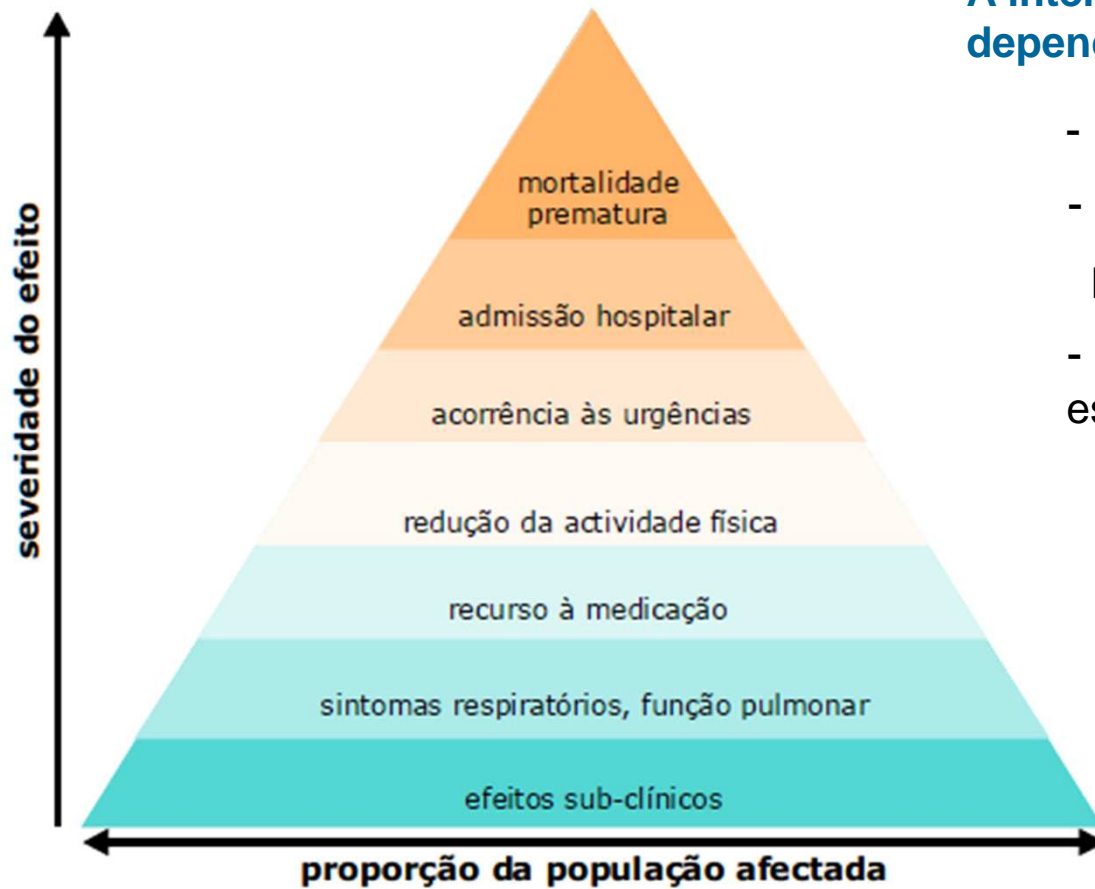 severidade do efeito
mortalidade
prematura
admissão hospitalar
acorrência às urgências
redução da actividade física
recurso à medicação
sintomas respiratórios, função pulmonar
efeitos sub-clínicos
proporção da população afectada
A
-
-
-